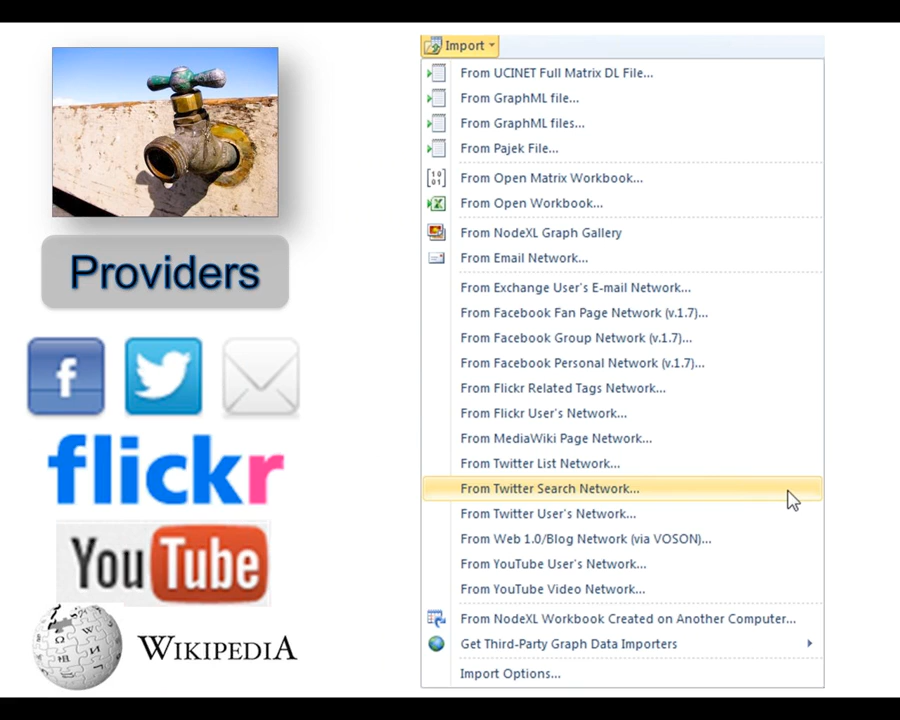 Import
From UCINET Full Matrix DL File...
From GraphML file...
From GraphML files...
From Pajek File...
From Open Matrix Workbook...
From Open Workbook...
From NodeXL Graph Gallery
From Email Network...
From Exchange User's E-mail Network...
From Facebook Fan Page Network (v.1.7)...
From Facebook Group Network (v.1.7)...
From Facebook Personal Network (v.1.7)...
From Flickr Related Tags Network...
From Flickr User's Network...
From MediaWiki Page Network...
From Twitter List Network...
From Twitter Search Network...
From Twitter User's Network...
From Web 1.0/Blog Network (via VOSON)...
From YouTube User's Network...
From YouTube Video Network...
From NodeXL Workbook Created on Another Computer...
Get Third-Party Graph Data Importers
Import Options...
Providers
f
flickr
YouTube
WIKIPEDIA